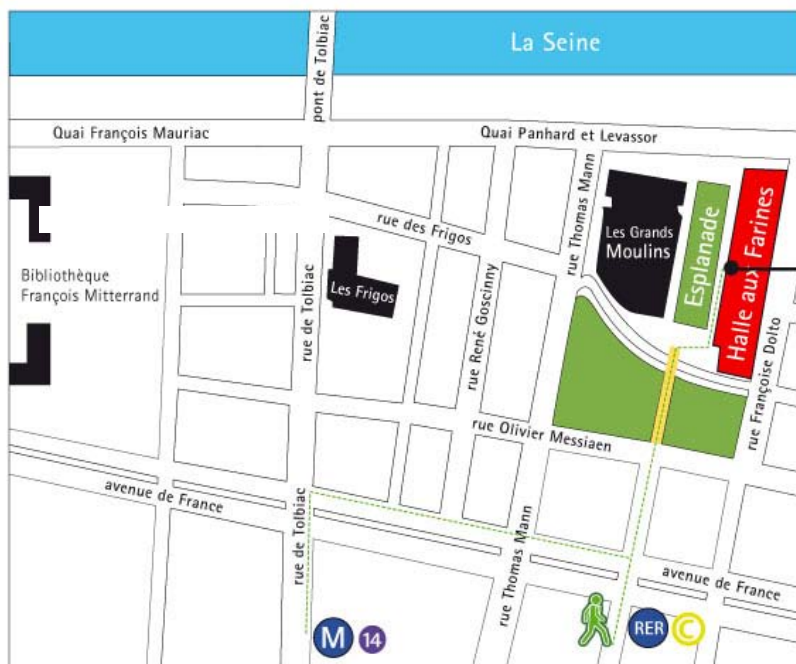 La Seine
pont de Tolbiac
Quai François Mauriac
Quai Panhard et Levassor
rue Thomas Mann
rue des Frigos
Les Grands
Moulins
Esplanade
Halle aux Farines
Bibliothèque
François Mitterrand
Les Frigos
rue de Tolbiac
rue René Goscinny
rue Françoise Dolto
rue Olivier Messiaen
avenue de France
rue de Tolbiac
rue Thomas Mann
avenue de France
M 14
RER C